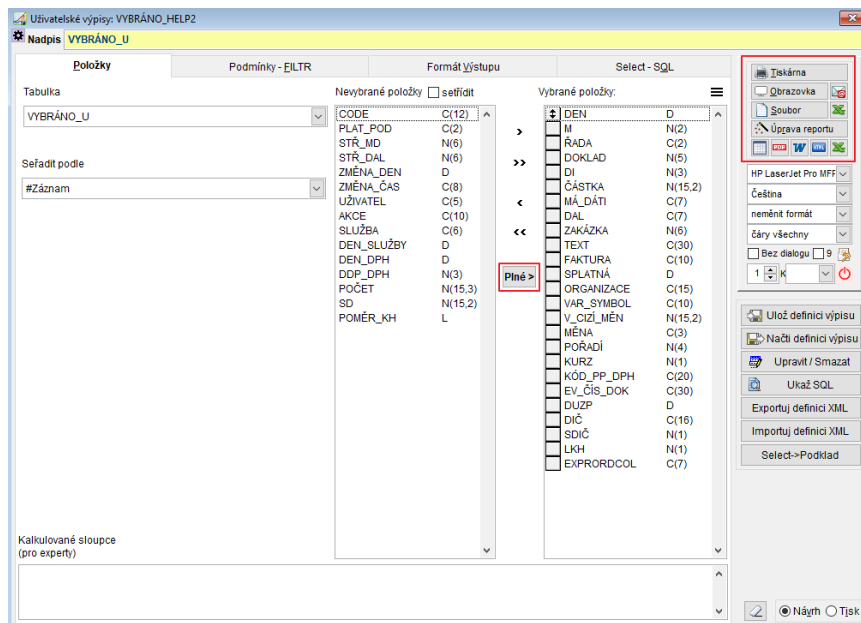 Uživatelské výpisy: VYBRÁNO_HELP2
Nadpis VYBRÁNO_U
Položky Podmínky - FILTR Formát Výstupu Select - SQL
Tabulka
VYBRÁNO_U
Seřadit podle
#Záznam
Nevybrané položky setřídit
CODE C(12)
PLAT_POD C(2)
STŘ_MD N(6)
STŘ_DAL N(6)
ZMĚNA_DEN D
ZMĚNA_ČAS C(8)
UŽIVATEL C(5)
AKCE C(10)
SLUŽBA C(6)
DEN_SLUŽBY D
DEN_DPH D
DDP_DPH N(3)
POČET N(15,3)
SD N(15,2)
POMĚR_KH L
>
>>
<
<<
Plné >
Vybrané položky:
DEN D
M N(2)
ŘADA C(2)
DOKLAD N(5)
DI N(3)
ČÁSTKA N(15,2)
MÁ_DÁTI C(7)
DAL C(7)
ZAKÁZKA N(6)
TEXT C(30)
FAKTURA C(10)
SPLATNÁ D
ORGANIZACE C(15)
VAR_SYMBOL C(10)
V_CIZÍ_MĚN N(15,2)
MĚNA C(3)
POŘADÍ N(4)
KURZ N(1)
KÓD_PP_DPH C(20)
EV_ČÍS_DOK C(30)
DUZP D
DIČ C(16)
SDIČ N(1)
LKH N(1)
EXPRORDCOL C(7)
Kalkulované sloupce
(pro experty)
Tiskárna
Obrazovka
Soubor
Úprava reportu
PDF W HTML
HP LaserJet Pro MFP
Čeština
neměnit formát
čáry všechny
Bez dialogu 9
1 K
Ulož definici výpisu
Načti definici výpisu
Upravit / Smazat
Ukaž SQL
Exportuj definici XML
Importuj definici XML
Select->Podklad
Návrh Tisk